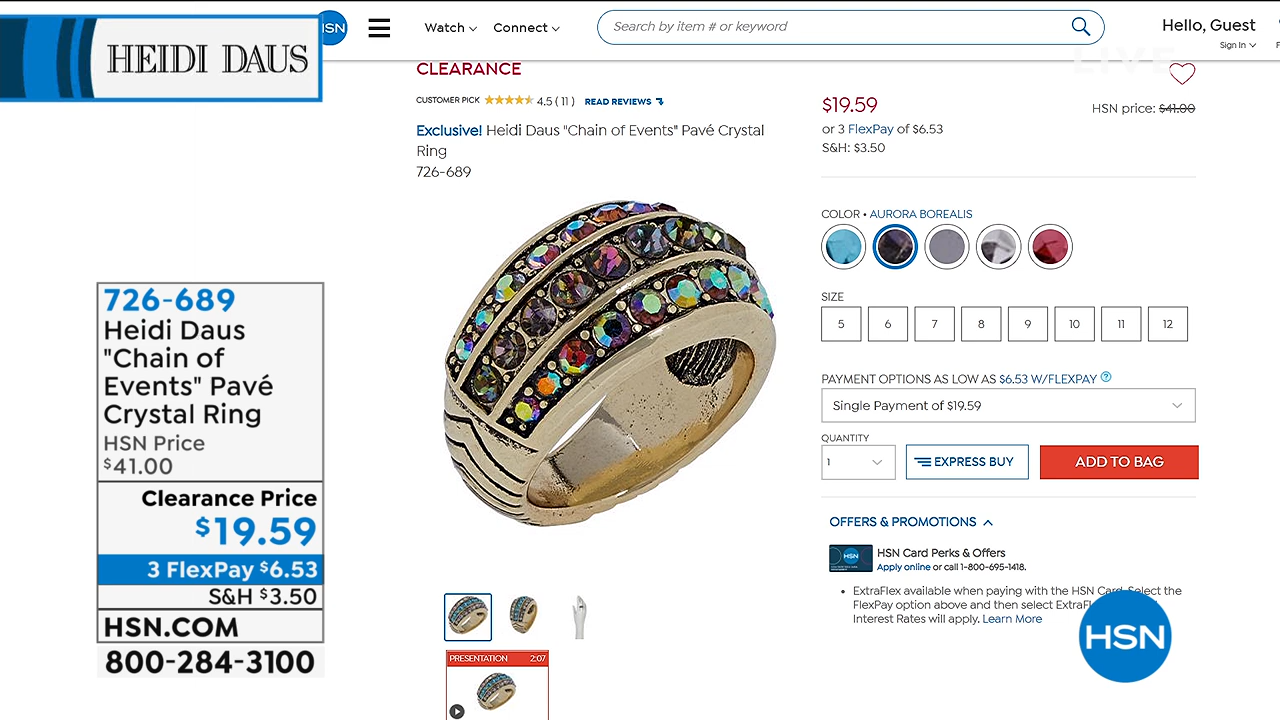 HEIDI DAUS
HSN
Watch
Connect
Search by item # or keyword
Hello, Guest
Sign In
LIVE
CLEARANCE
CUSTOMER PICK 4.5 ( 11 ) READ REVIEWS
Exclusive! Heidi Daus "Chain of Events" Pavé Crystal
Ring
726-689
$19.59
HSN price: $41.00
or 3 FlexPay of $6.53
S&H: $3.50
COLOR • AURORA BOREALIS
SIZE
5 6 7 8 9 10 11 12
PAYMENT OPTIONS AS LOW AS $6.53 W/FLEXPAY ?
Single Payment of $19.59
QUANTITY
1
EXPRESS BUY
ADD TO BAG
OFFERS & PROMOTIONS
HSN
HSN Card Perks & Offers
Apply online or call 1-800-695-1418.
• ExtraFlex available when paying with the HSN Card. Select the
FlexPay option above and then select ExtraFl
Interest Rates will apply. Learn More
HSN
PRESENTATION 2:07
726-689
Heidi Daus
"Chain of
Events" Pavé
Crystal Ring
HSN Price
$41.00
Clearance Price
$19.59
3 FlexPay $6.53
S&H $3.50
HSN.COM
800-284-3100